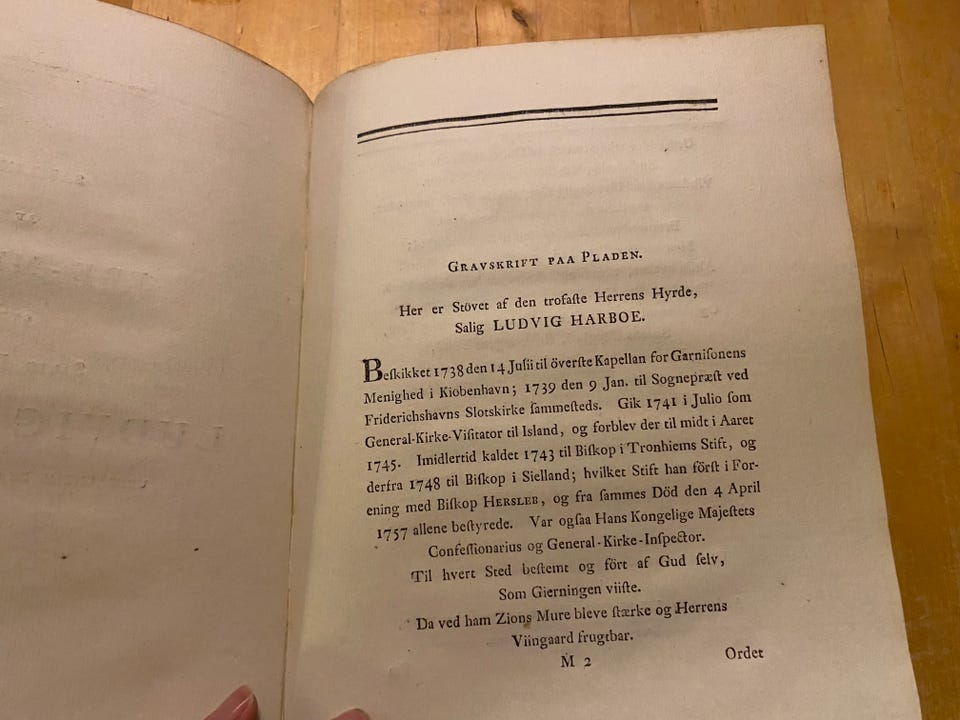 GRAVSKRIFT PAA PLADEN.
Her er Stövet af den trofaſte Herrens Hyrde,
Salig LUDVIG HARBOE.
Beſkikket 1738 den 14 Julii til överſte Kapellan for Garniſonens
Menighed i Kiobenhavn; 1739 den 9 Jan. til Sognepræſt ved
Friderichshavns Slotskirke ſammeſteds. Gik 1741 i Julio ſom
General-Kirke-Viſitator til Island, og forblev der til midt i Aaret
1745. Imidlertid kaldet 1743 til Biſkop i Tronhiems Stift, og
derfra 1748 til Biſkop i Sielland; hvilket Stift han förſt i For-
ening med Biſkop HERSLEB, og fra ſammes Död den 4 April
1757 allene beſtyrede. Var ogſaa Hans Kongelige Majeſtets
Confeſſionarius og General-Kirke-Inſpector.
Til hvert Sted beſtemt og fört af Gud ſelv,
Som Gierningen viiſte.
Da ved ham Zions Mure bleve ſtærke og Herrens
Viingaard frugtbar.
M 2
Ordet